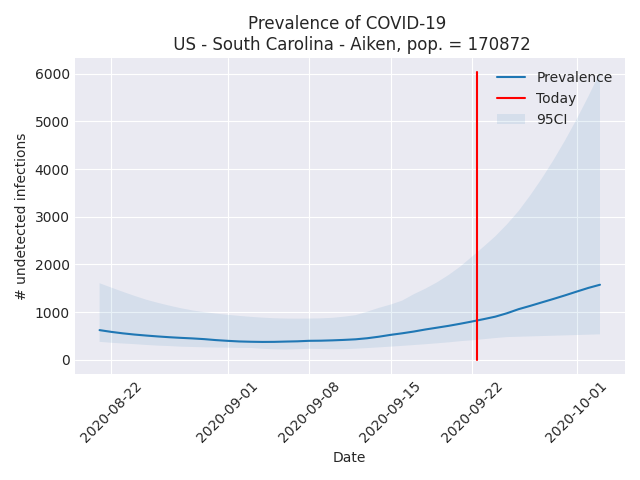 Prevalence of COVID-19
US - South Carolina - Aiken, pop. = 170872
Prevalence
Today
95CI
6000
5000
4000
3000
2000
1000
0
# undetected infections
2020-08-22
2020-09-01
2020-09-08
2020-09-15
2020-09-22
2020-10-01
Date